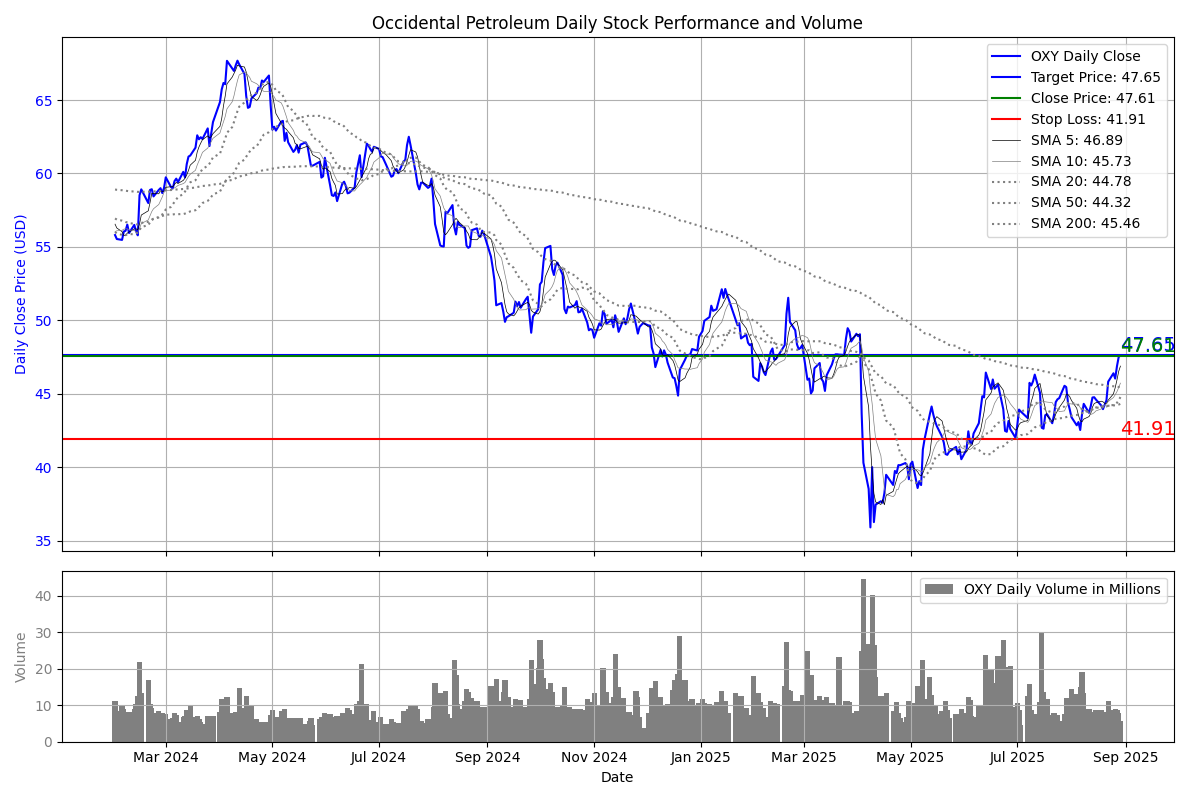 Occidental Petroleum Daily Stock Performance and Volume
Daily Close Price (USD)
65
60
55
50
45
40
35
OXY Daily Close
Target Price: 47.65
Close Price: 47.61
Stop Loss: 41.91
SMA 5: 46.89
SMA 10: 45.73
SMA 20: 44.78
SMA 50: 44.32
SMA 200: 45.46
47.65
47.61
41.91
Volume
40
30
20
10
0
OXY Daily Volume in Millions
Mar 2024 May 2024 Jul 2024 Sep 2024 Nov 2024 Jan 2025 Mar 2025 May 2025 Jul 2025 Sep 2025
Date